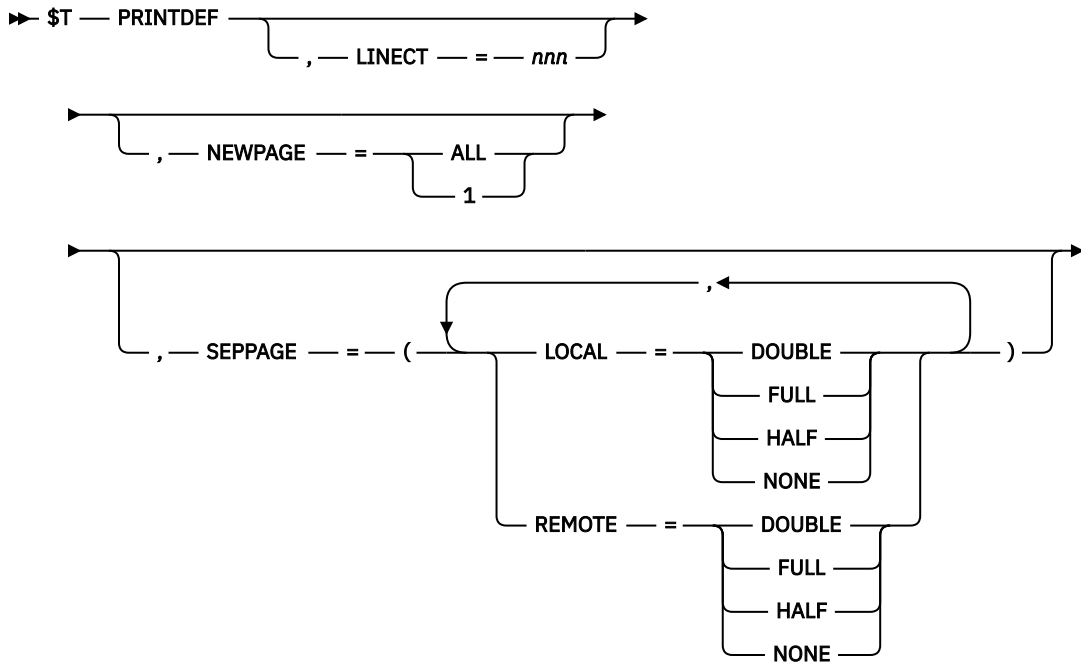 $T PRINTDEF
, LINECT = nnn
, NEWPAGE = ALL
1
,
, SEPPAGE = ( LOCAL = DOUBLE )
FULL
HALF
NONE
REMOTE = DOUBLE
FULL
HALF
NONE